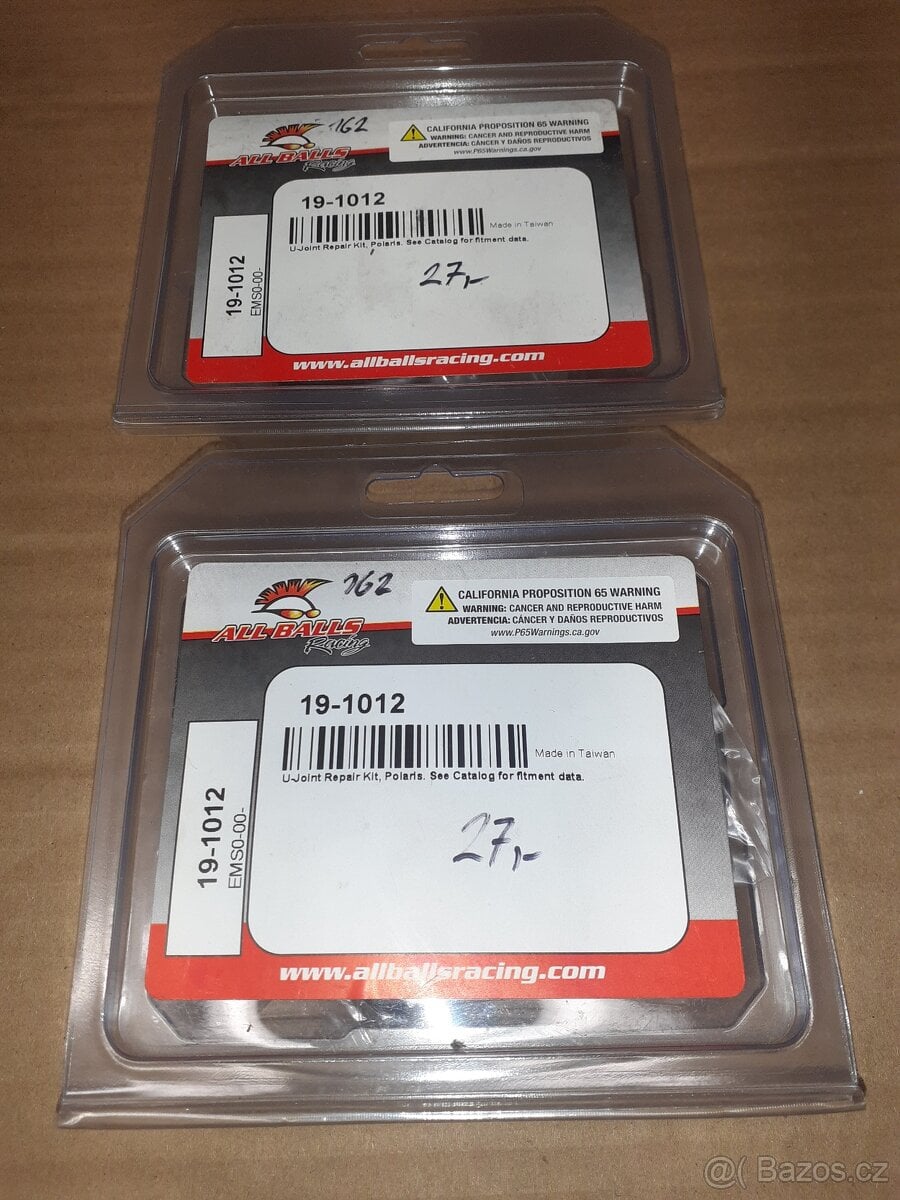 162
ALL BALLS
Racing
CALIFORNIA PROPOSITION 65 WARNING
WARNING: CANCER AND REPRODUCTIVE HARM
ADVERTENCIA: CÁNCER Y DAÑOS REPRODUCTIVOS
www.P65Warnings.ca.gov
19-1012
Made in Taiwan
U-Joint Repair Kit, Polaris. See Catalog for fitment data.
27,-
19-1012
EMS0-00-
www.allballsracing.com
162
ALL BALLS
Racing
CALIFORNIA PROPOSITION 65 WARNING
WARNING: CANCER AND REPRODUCTIVE HARM
ADVERTENCIA: CÁNCER Y DAÑOS REPRODUCTIVOS
www.P65Warnings.ca.gov
19-1012
Made in Taiwan
U-Joint Repair Kit, Polaris. See Catalog for fitment data.
27,-
19-1012
EMS0-00-
www.allballsracing.com
@( Bazos.cz